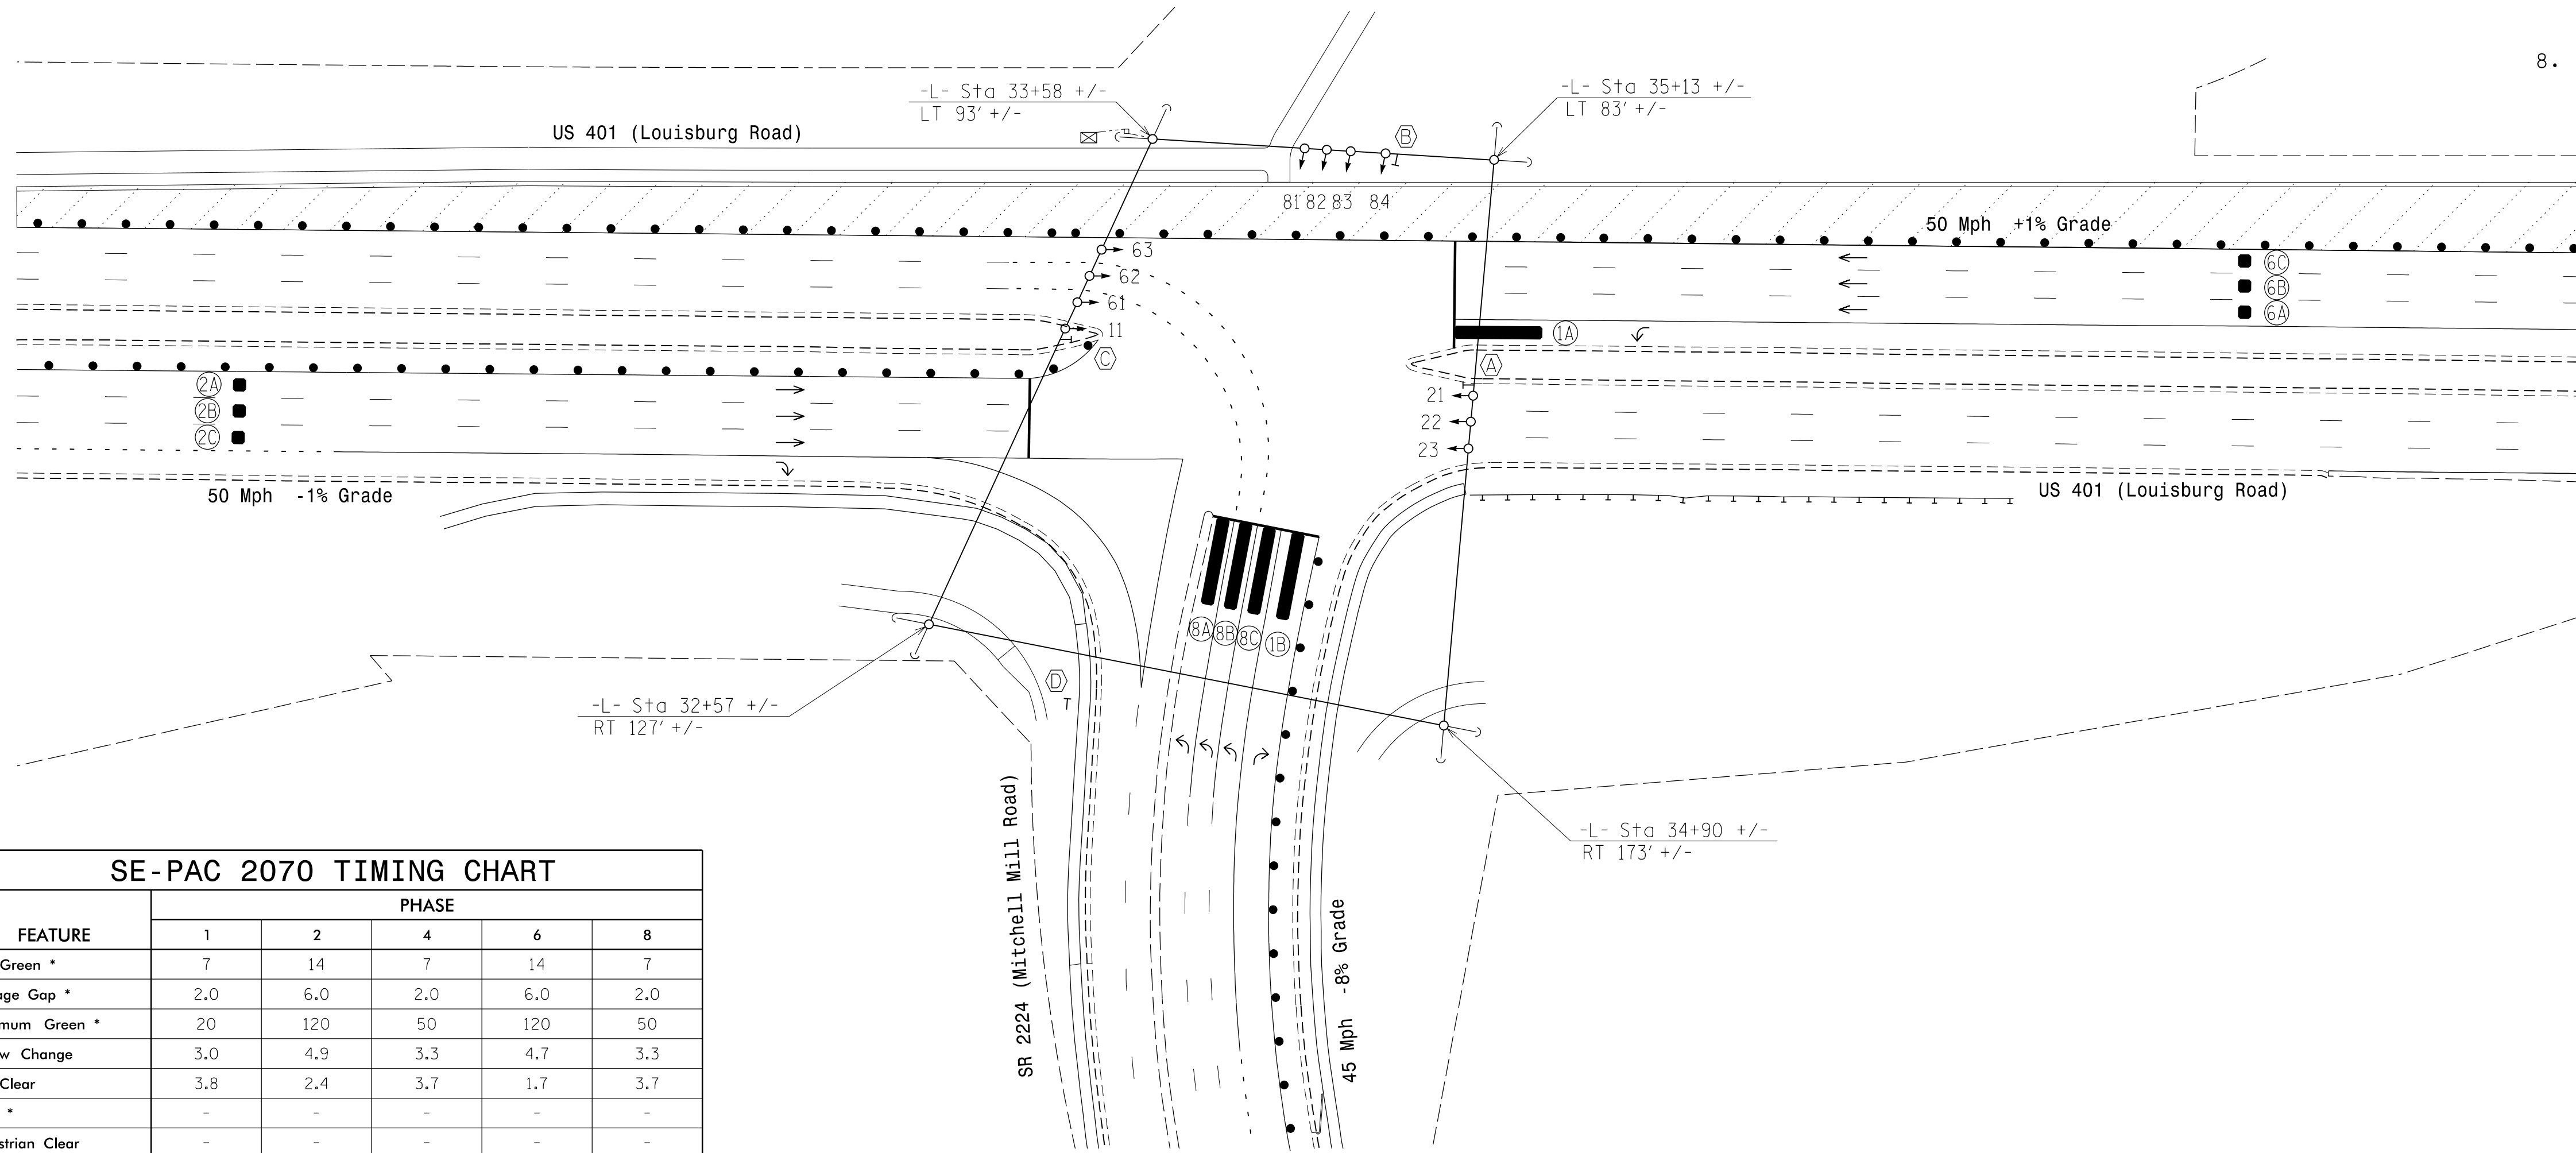 8.
-L- Sta 33+58 +/-
LT 93' +/-
-L- Sta 35+13 +/-
LT 83' +/-
US 401 (Louisburg Road)
B
81 82 83 84
50 Mph +1% Grade
63
62
61
11
C
6C
6B
6A
1A
A
21
22
23
2A
2B
2C
50 Mph -1% Grade
US 401 (Louisburg Road)
8A 8B 8C 1B
D
-L- Sta 32+57 +/-
RT 127' +/-
-L- Sta 34+90 +/-
RT 173' +/-
SR 2224 (Mitchell Mill Road)
45 Mph -8% Grade
SE-PAC 2070 TIMING CHART
FEATURE
PHASE
1 2 4 6 8
Green * 7 14 7 14 7
age Gap * 2.0 6.0 2.0 6.0 2.0
mum Green * 20 120 50 120 50
w Change 3.0 4.9 3.3 4.7 3.3
Clear 3.8 2.4 3.7 1.7 3.7
* - - - - -
strian Clear - - - - -